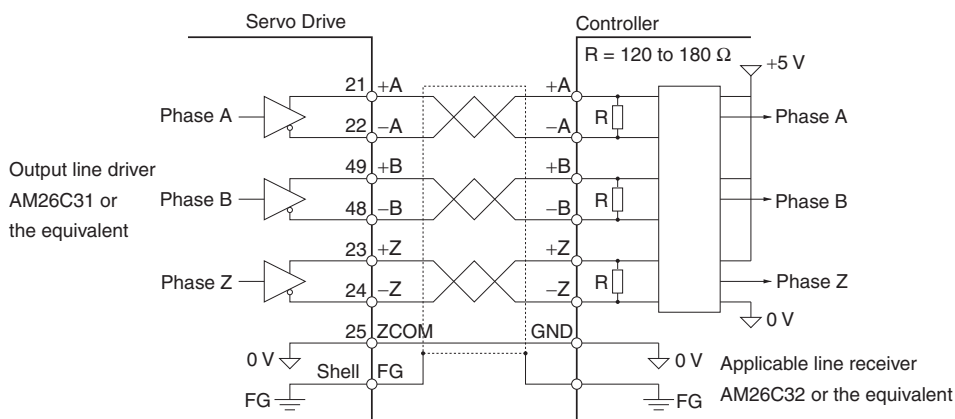 Servo Drive
Controller
R = 120 to 180 Ω
+5 V
21 +A
+A
Phase A
R
Phase A
22 −A
−A
Output line driver
AM26C31 or
the equivalent
49 +B
+B
Phase B
R
Phase B
48 −B
−B
23 +Z
+Z
Phase Z
R
Phase Z
24 −Z
−Z
0 V
25 ZCOM
GND
0 V
0 V
Shell FG
FG
FG
Applicable line receiver
AM26C32 or the equivalent